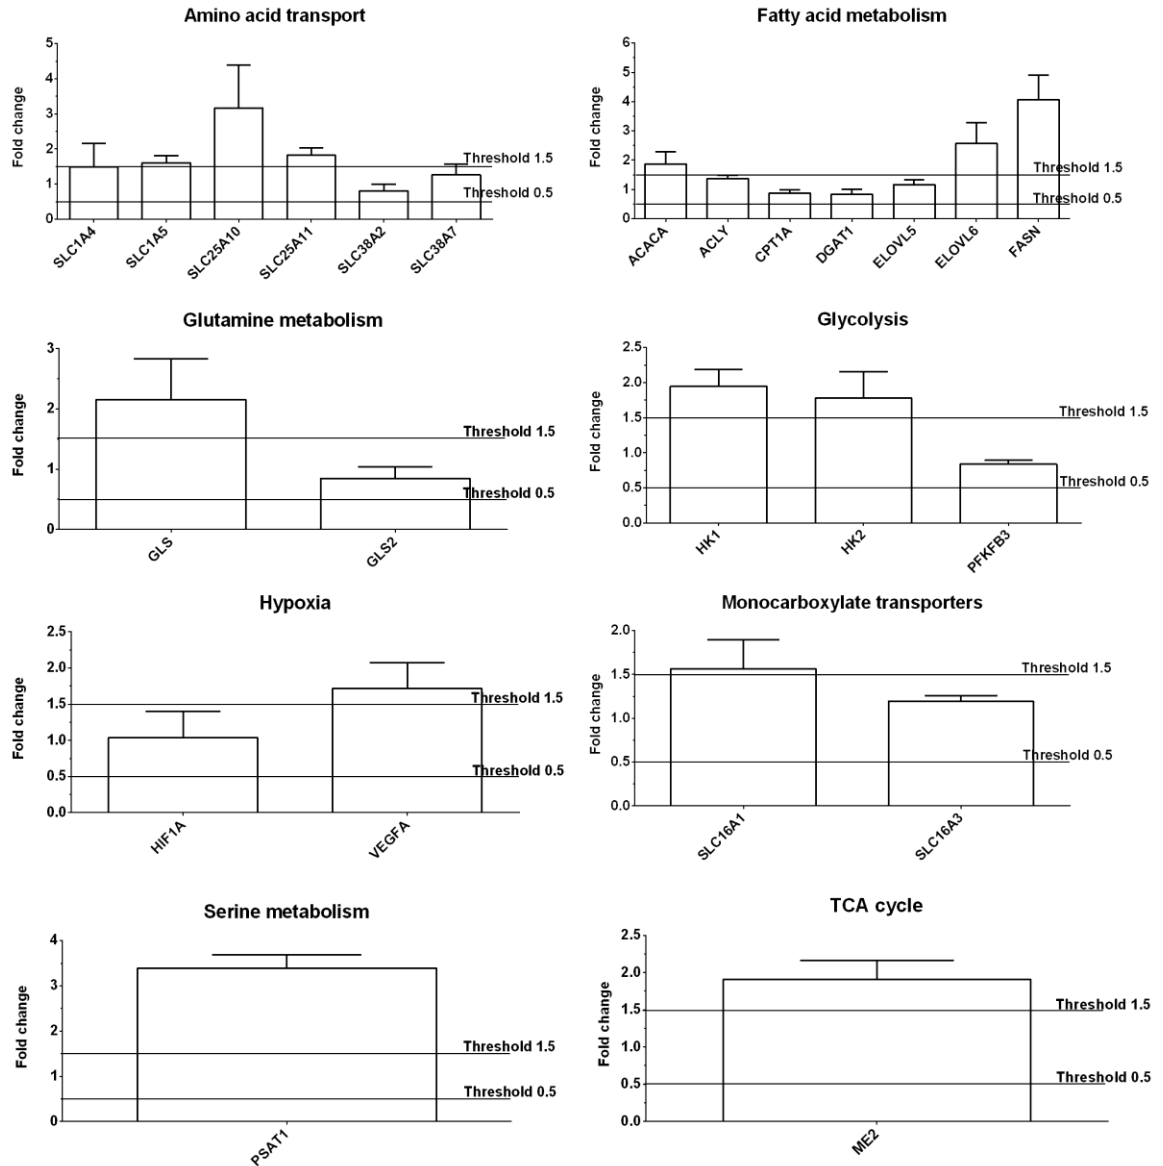 Amino acid transport
Fold change
5
4
3
2
1
0
Threshold 1.5
Threshold 0.5
SLC1A4
SLC1A5
SLC25A10
SLC25A11
SLC38A2
SLC38A7
Fatty acid metabolism
Fold change
6
5
4
3
2
1
0
Threshold 1.5
Threshold 0.5
ACACA
ACLY
CPT1A
DGAT1
ELOVL5
ELOVL6
FASN
Glutamine metabolism
Fold change
3
2
1
0
Threshold 1.5
Threshold 0.5
GLS
GLS2
Glycolysis
Fold change
2.5
2.0
1.5
1.0
0.5
0.0
Threshold 1.5
Threshold 0.5
HK1
HK2
PFKFB3
Hypoxia
Fold change
2.5
2.0
1.5
1.0
0.5
0.0
Threshold 1.5
Threshold 0.5
HIF1A
VEGFA
Monocarboxylate transporters
Fold change
2.0
1.5
1.0
0.5
0.0
Threshold 1.5
Threshold 0.5
SLC16A1
SLC16A3
Serine metabolism
Fold change
4
3
2
1
0
Threshold 1.5
Threshold 0.5
PSAT1
TCA cycle
Fold change
2.5
2.0
1.5
1.0
0.5
0.0
Threshold 1.5
Threshold 0.5
ME2